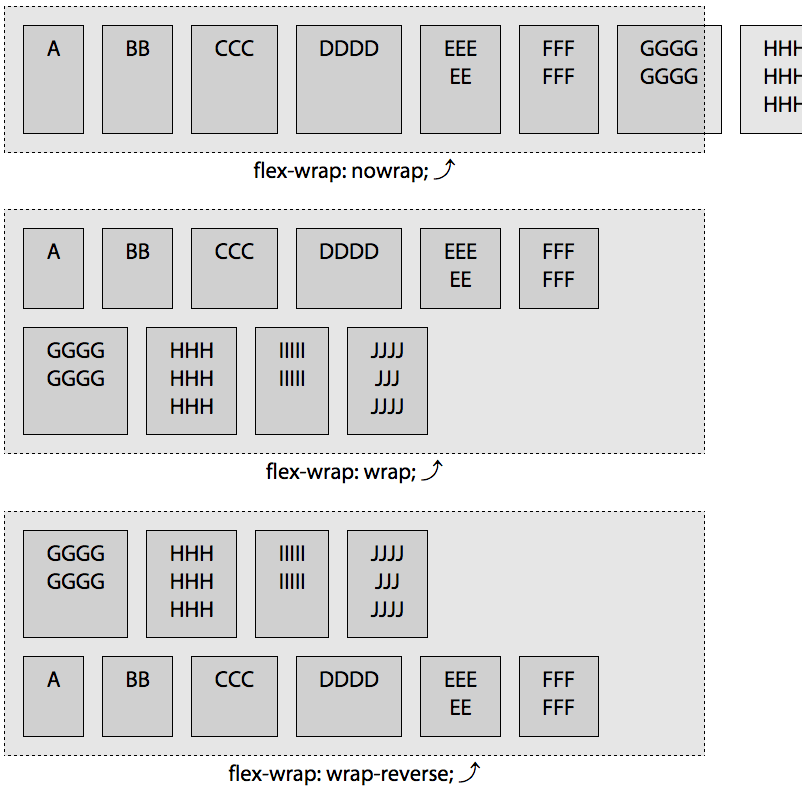 A BB CCC DDDD EEE FFF GGGG HHH
EE FFF GGGG HHH
HHH
flex-wrap: nowrap;
A BB CCC DDDD EEE FFF
EE FFF
GGGG HHH IIIII JJJJ
GGGG HHH IIIII JJJ
HHH JJJJ
flex-wrap: wrap;
GGGG HHH IIIII JJJJ
GGGG HHH IIIII JJJ
HHH JJJJ
A BB CCC DDDD EEE FFF
EE FFF
flex-wrap: wrap-reverse;